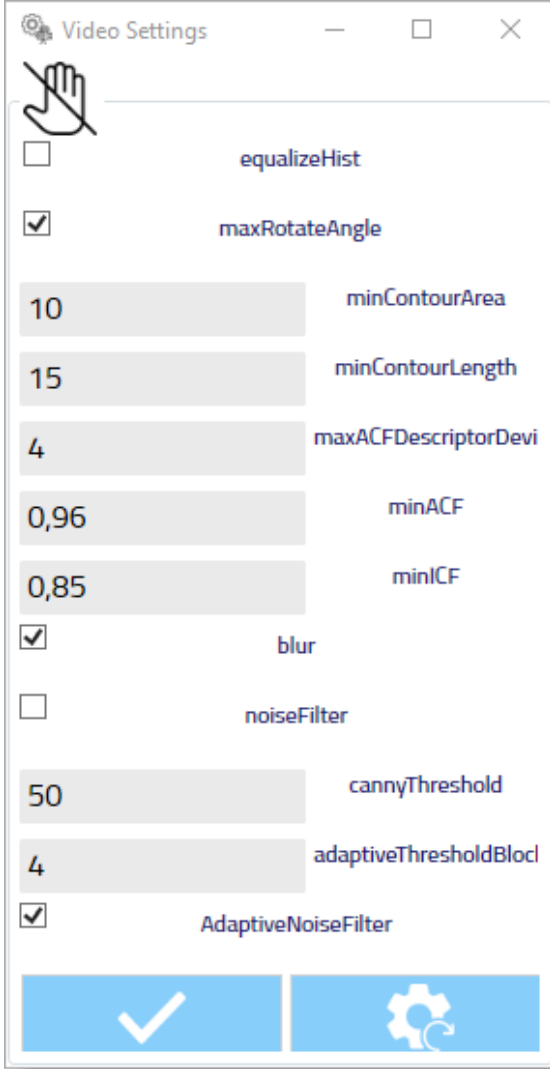 Video Settings
equalizeHist
maxRotateAngle
10 minContourArea
15 minContourLength
4 maxACFDescriptorDevi
0,96 minACF
0,85 minICF
blur
noiseFilter
50 cannyThreshold
4 adaptiveThresholdBlocl
AdaptiveNoiseFilter